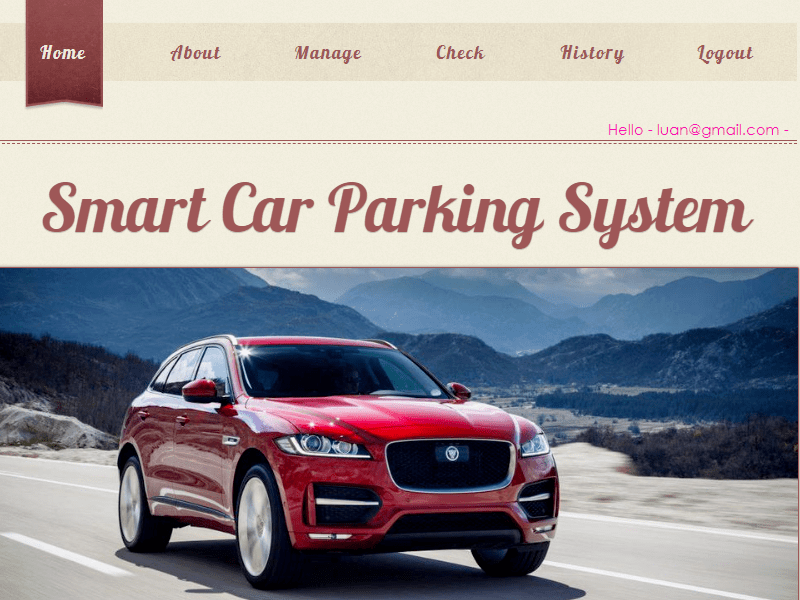 Home About Manage Check History Logout
Hello - luan@gmail.com -
Smart Car Parking System